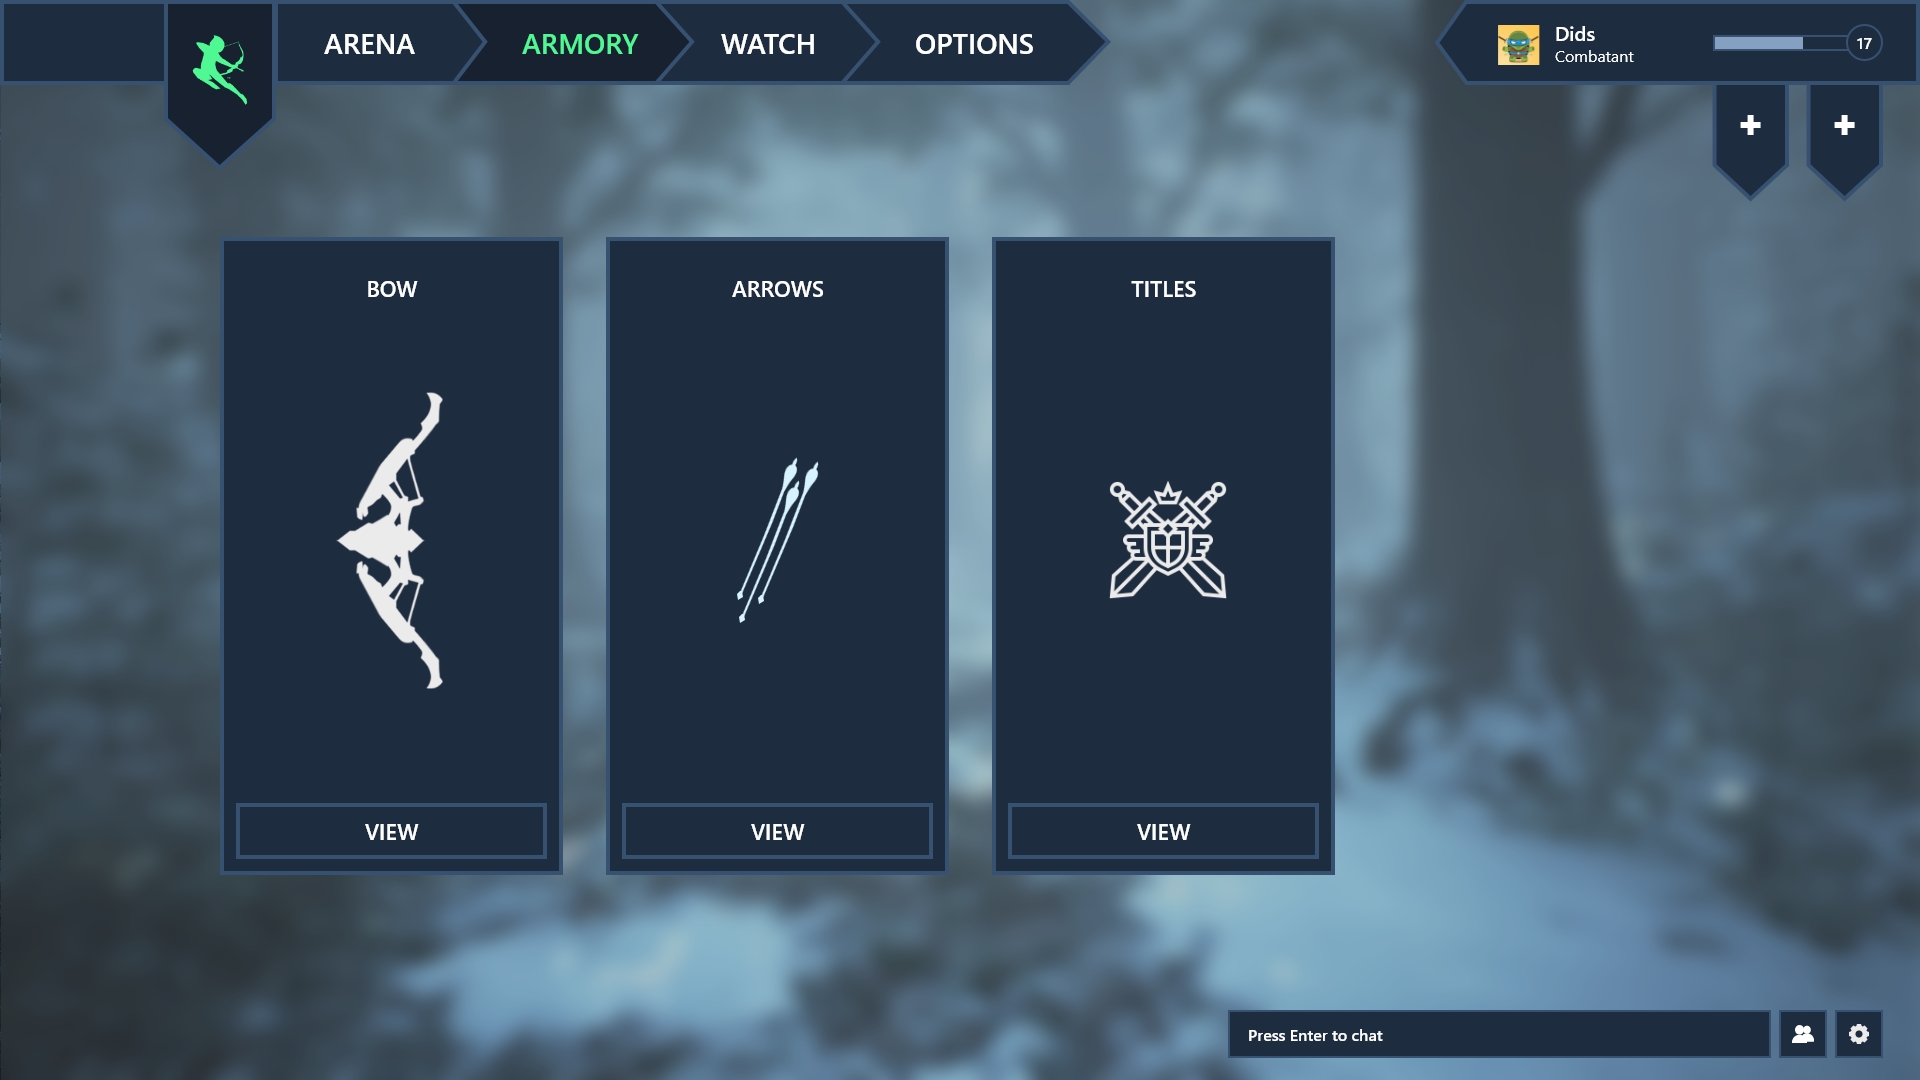 ARENA
ARMORY
WATCH
OPTIONS
Dids
Combatant
17
BOW
ARROWS
TITLES
VIEW
VIEW
VIEW
Press Enter to chat